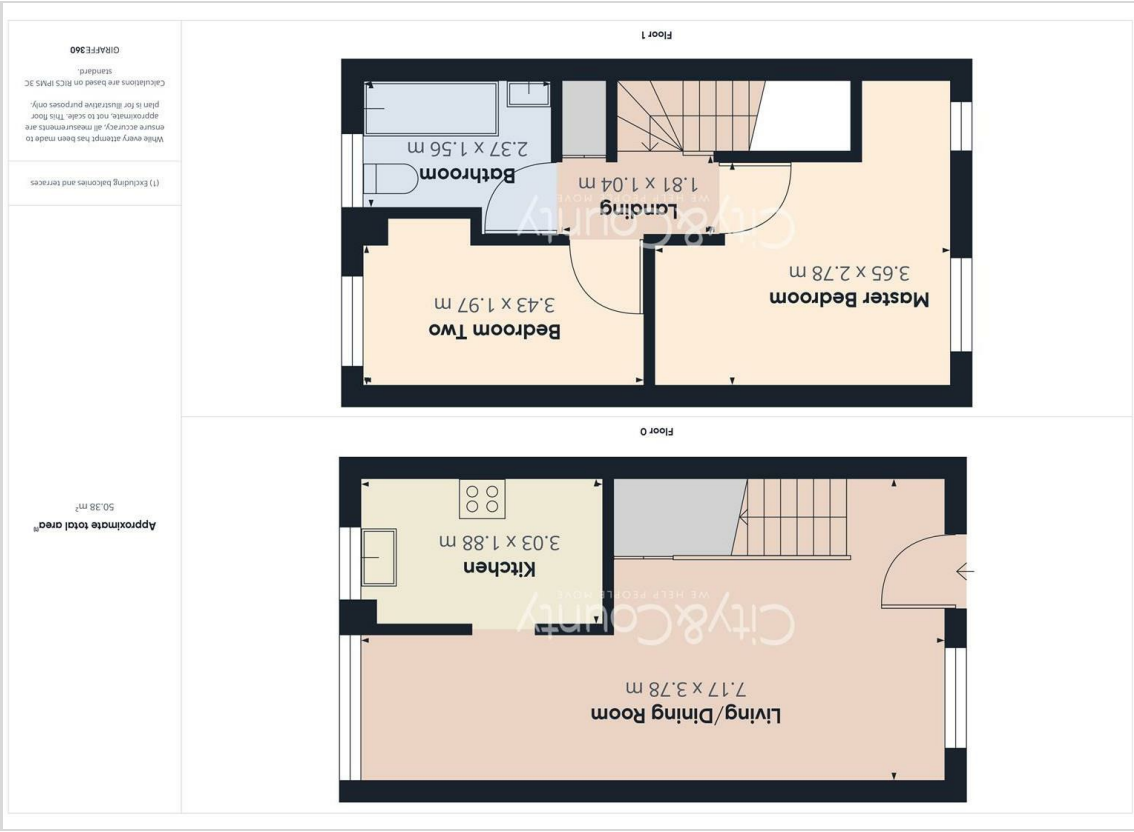 Living/Dining Room
7.17 x 3.78 m
City&County
WE HELP PEOPLE MOVE
Kitchen
3.03 x 1.88 m
Floor 0
Master Bedroom
3.65 x 2.78 m
Bedroom Two
3.43 x 1.97 m
City&County
WE HELP PEOPLE MOVE
Landing
1.81 x 1.04 m
Bathroom
2.37 x 1.56 m
Floor 1
Approximate total area⁽¹⁾
50.38 m²
(1) Excluding balconies and terraces
While every attempt has been made to
ensure accuracy, all measurements are
approximate, not to scale. This floor
plan is for illustrative purposes only.
Calculations are based on RICS IPMS 3C
standard.
GIRAFFE360